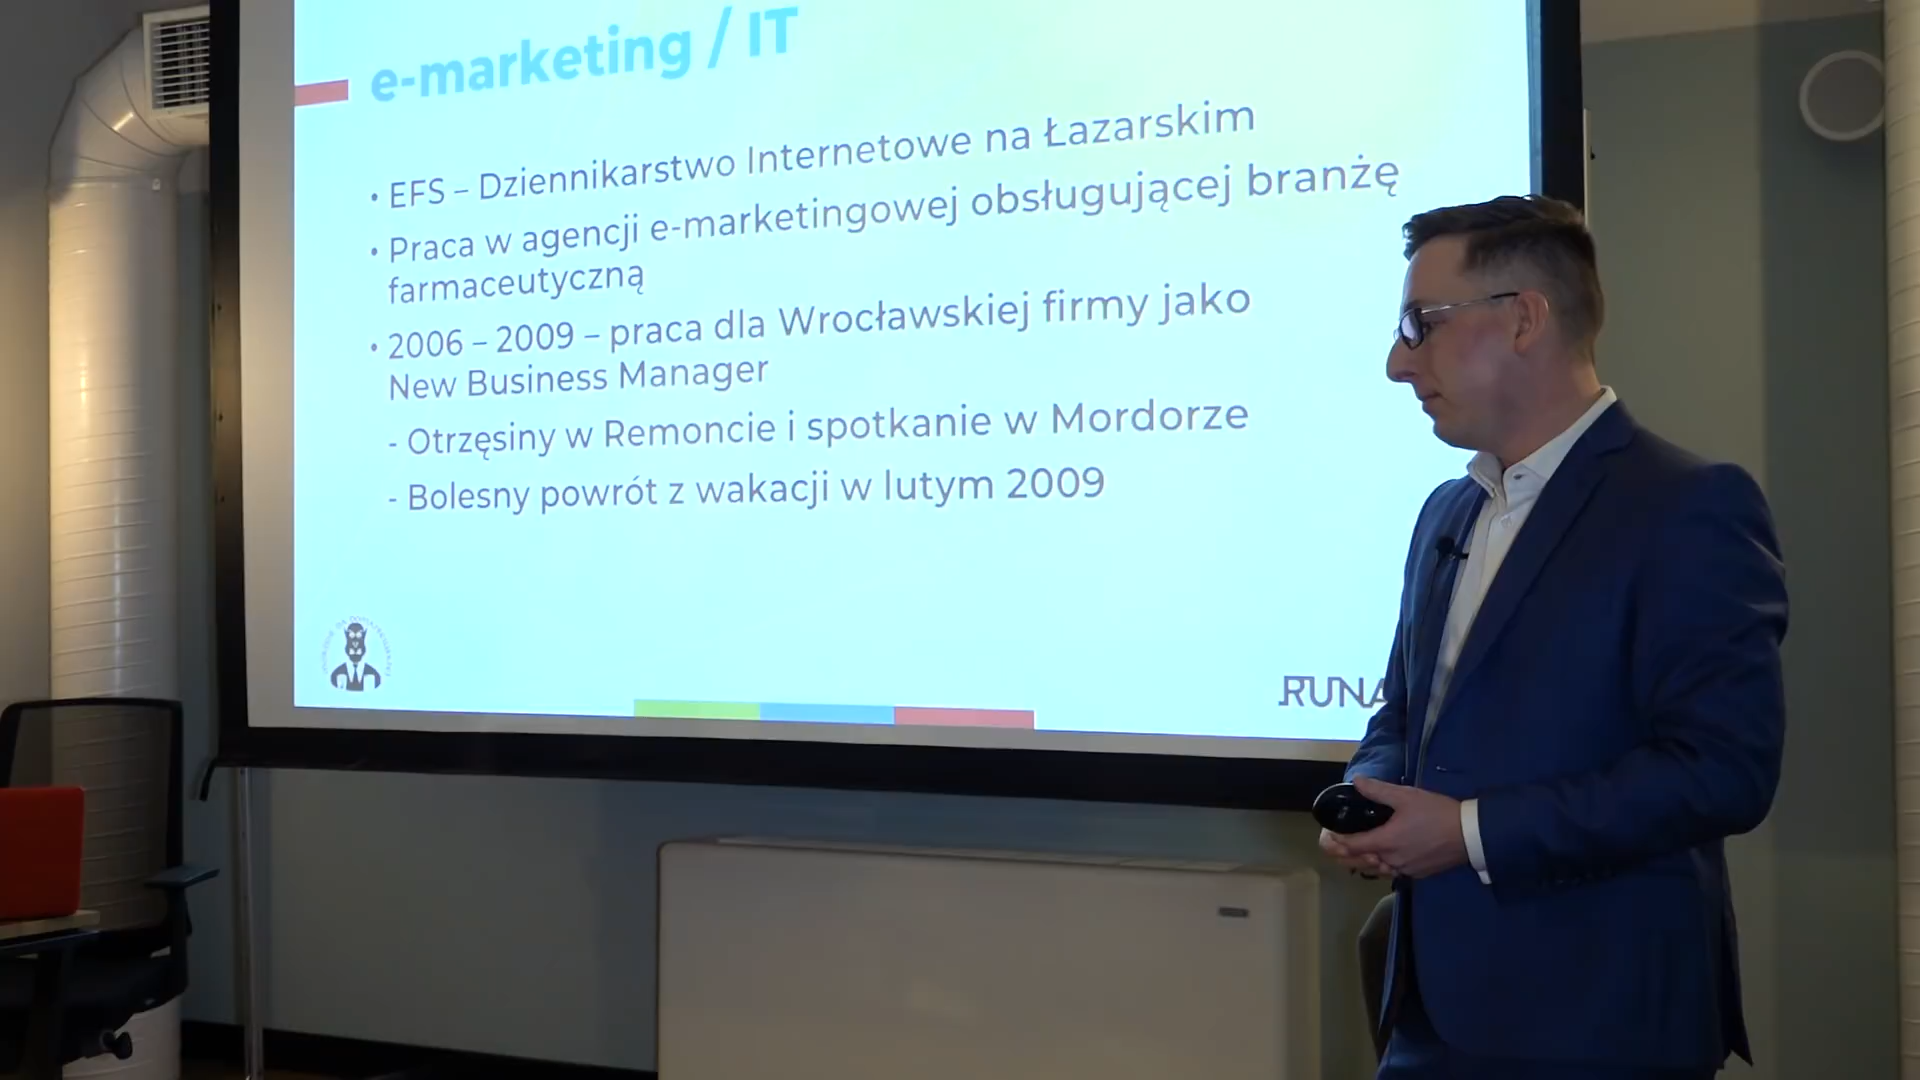 e-marketing / IT
• EFS – Dziennikarstwo Internetowe na Łazarskim
• Praca w agencji e-marketingowej obsługującej branżę
farmaceutyczną
• 2006 – 2009 – praca dla Wrocławskiej firmy jako
New Business Manager
- Otrzęsiny w Remoncie i spotkanie w Mordorze
- Bolesny powrót z wakacji w lutym 2009
RUNA